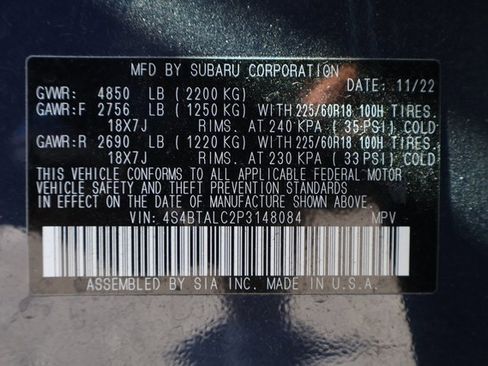 MFD BY SUBARU CORPORATION
GVWR: 4850 LB (2200 KG) DATE: 11/22
GAWR:F 2756 LB (1250 KG) WITH 225/60R18 100H TIRES.
18X7J RIMS. AT 240 KPA (35 PSI) COLD
GAWR:R 2690 LB (1220 KG) WITH 225/60R18 100H TIRES.
18X7J RIMS. AT 230 KPA (33 PSI) COLD
THIS VEHICLE CONFORMS TO ALL APPLICABLE FEDERAL MOTOR
VEHICLE SAFETY AND THEFT PREVENTION STANDARDS
IN EFFECT ON THE DATE OF MANUFACTURE SHOWN ABOVE.
VIN: 4S4BTALC2P3148084 MPV
ASSEMBLED BY SIA INC. MADE IN U.S.A.